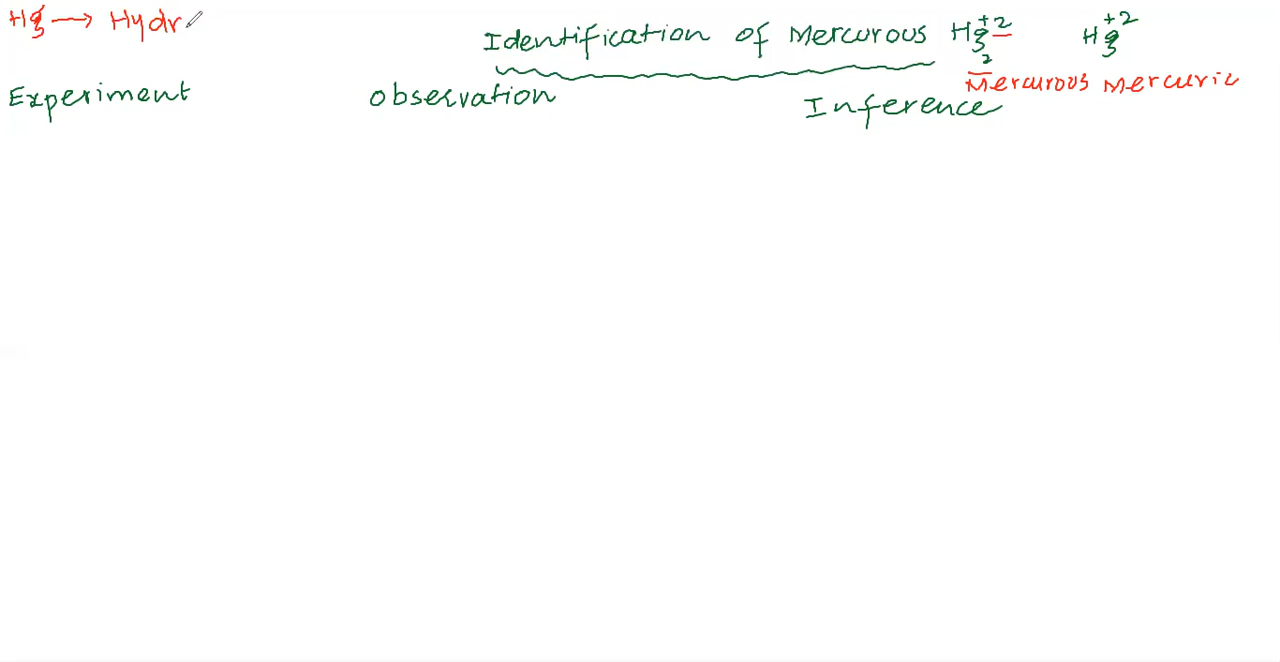 Hg → Hydr
Identification of Mercurous Hg₂⁺² Hg⁺²
Mercurous Mercuric
Experiment Observation Inference